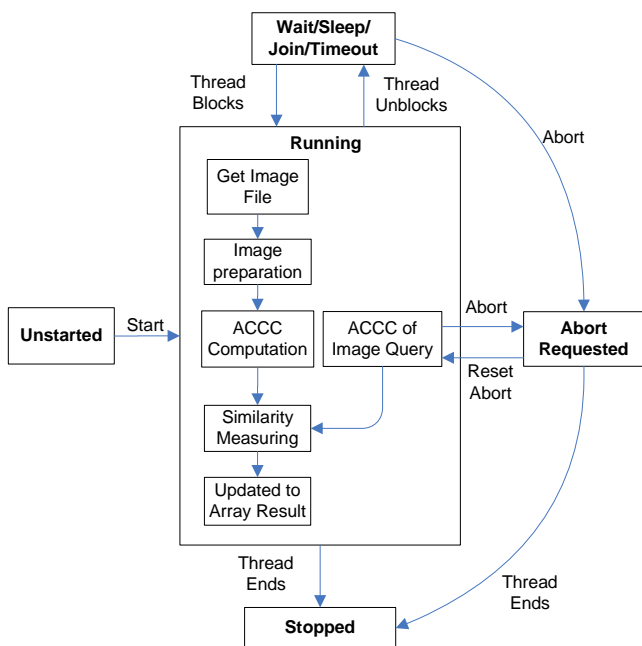 Wait/Sleep/
Join/Timeout
Thread
Blocks
Thread
Unblocks
Abort
Running
Get Image
File
Image
preparation
Unstarted
Start
ACCC
Computation
ACCC of
Image Query
Abort
Reset
Abort
Abort
Requested
Similarity
Measuring
Updated to
Array Result
Thread
Ends
Thread
Ends
Stopped